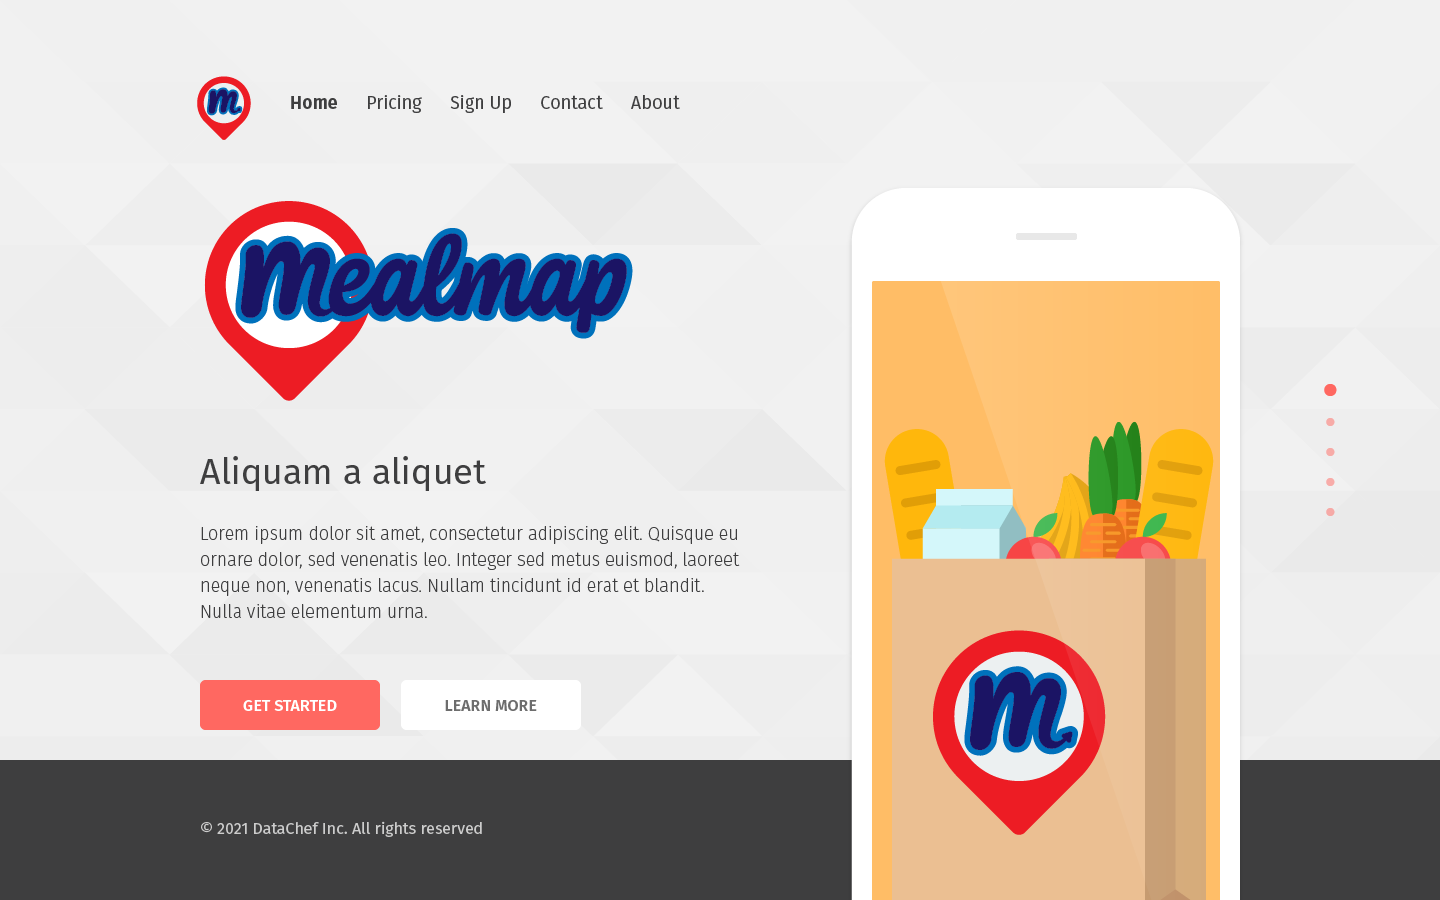 m
Home Pricing Sign Up Contact About
mealmap
Aliquam a aliquet
Lorem ipsum dolor sit amet, consectetur adipiscing elit. Quisque eu
ornare dolor, sed venenatis leo. Integer sed metus euismod, laoreet
neque non, venenatis lacus. Nullam tincidunt id erat et blandit.
Nulla vitae elementum urna.
GET STARTED LEARN MORE
m
© 2021 DataChef Inc. All rights reserved